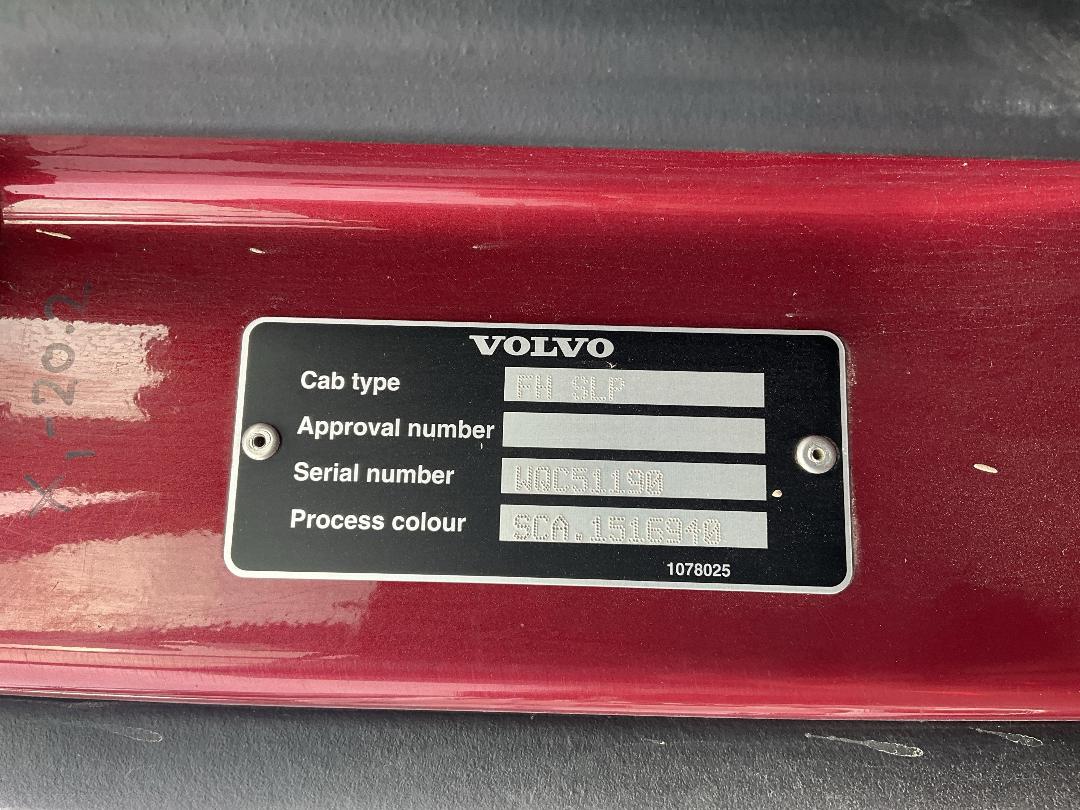 VOLVO
Cab type FH SLP
Approval number
Serial number WQC51190
Process colour SCA.1516940
1078025
X1-20.2